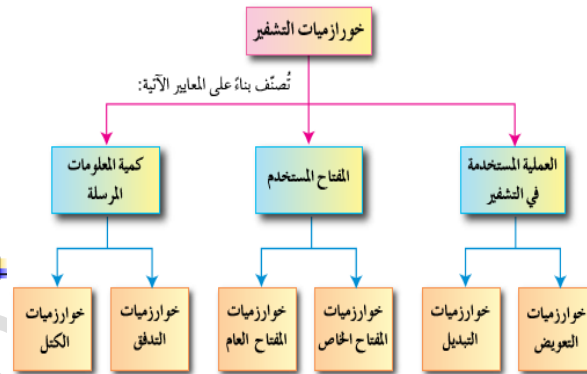 خورازميات التشفير
تُصنّف بناءً على المعايير الآتية:
العملية المستخدمة
في التشفير
المفتاح المستخدم
كمية المعلومات
المرسلة
خوارزميات
التعويض
خوارزميات
التبديل
خوارزميات
المفتاح الخاص
خوارزميات
المفتاح العام
خوارزميات
التدفق
خوارزميات
الكتل